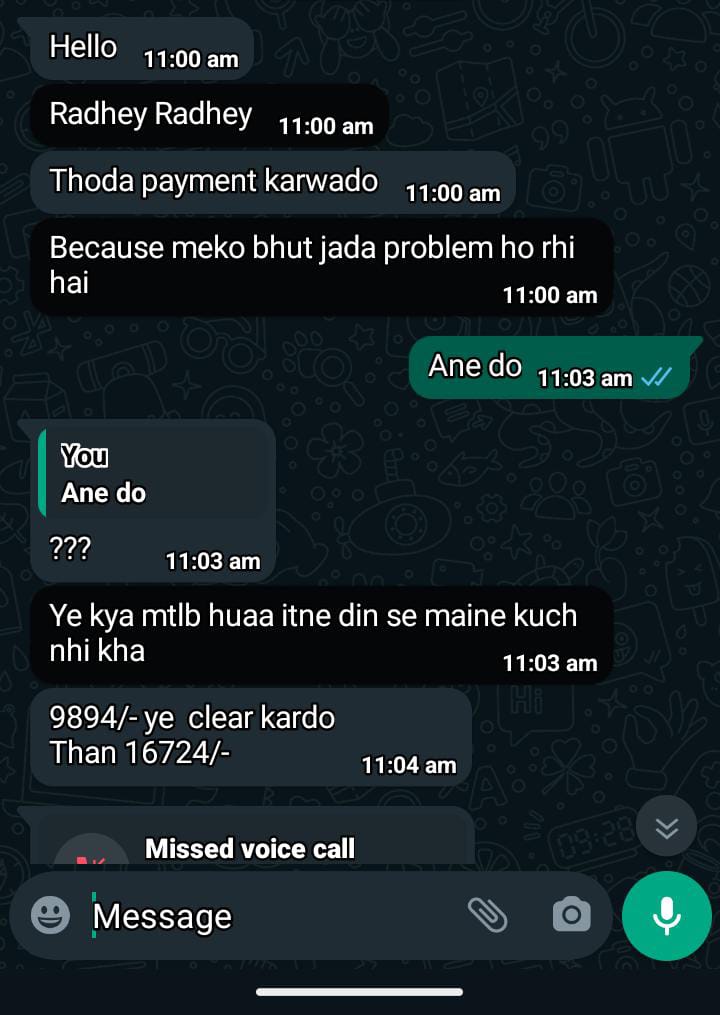 Hello 11:00 am
Radhey Radhey 11:00 am
Thoda payment karwado 11:00 am
Because meko bhut jada problem ho rhi
hai 11:00 am
Ane do 11:03 am
You
Ane do
??? 11:03 am
Ye kya mtlb huaa itne din se maine kuch
nhi kha 11:03 am
9894/- ye  clear kardo
Than 16724/- 11:04 am
Missed voice call
Message